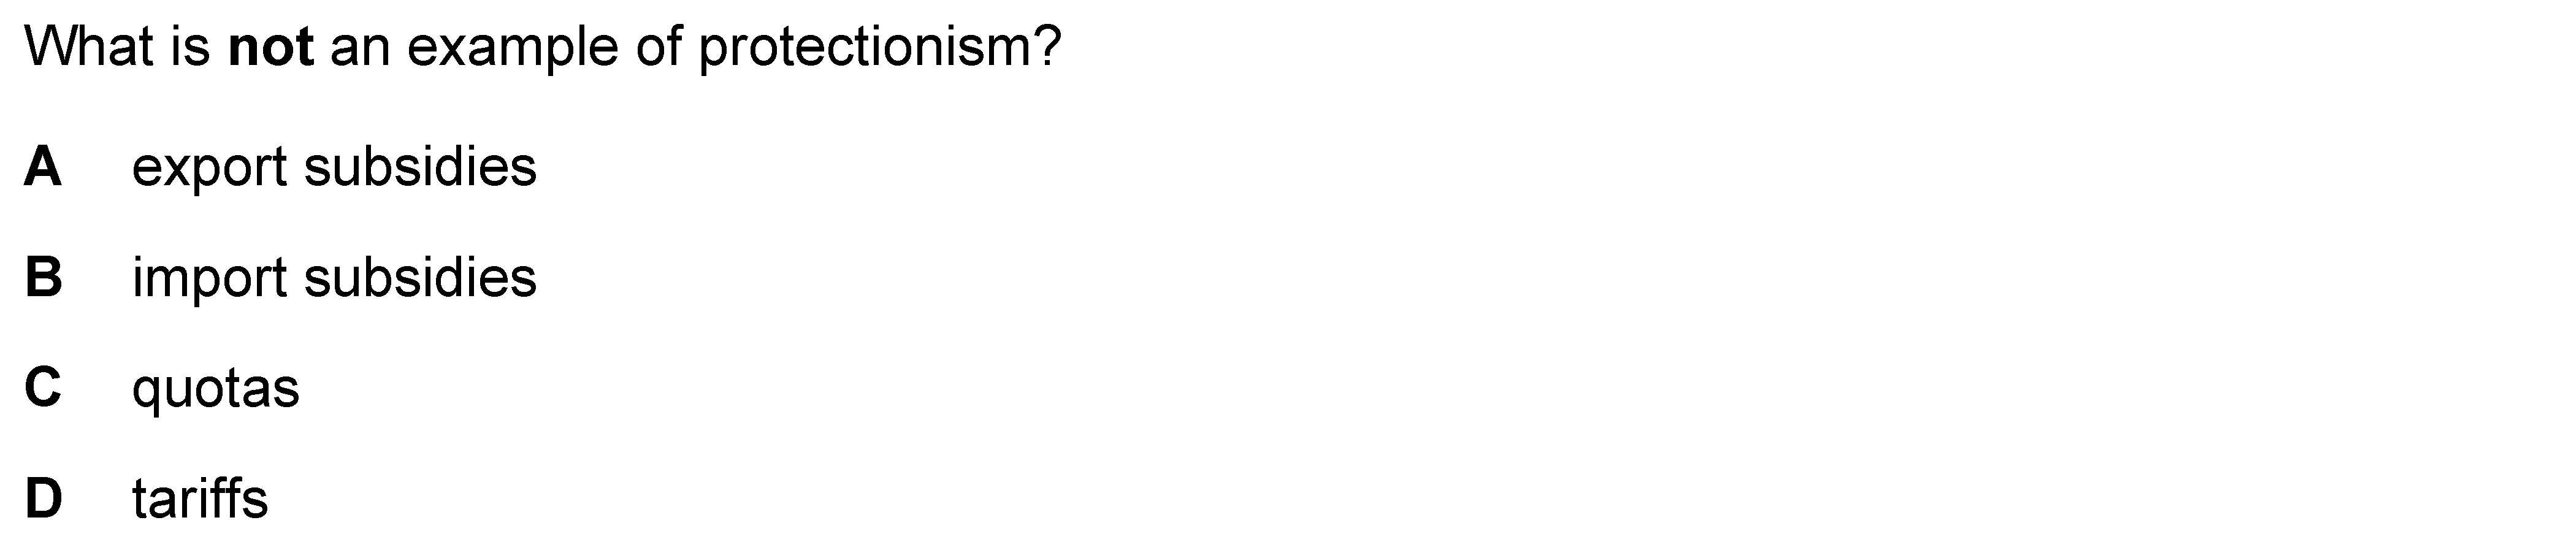 What is not an example of protectionism?
A export subsidies
B import subsidies
C quotas
D tariffs